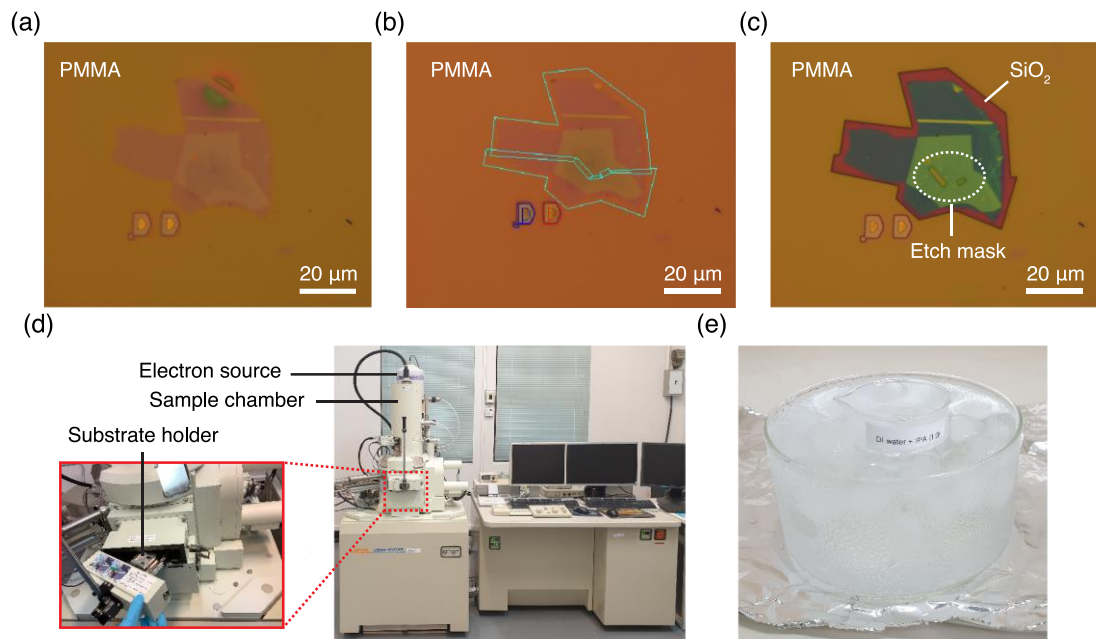 (a)
(b)
(c)
PMMA
PMMA
PMMA
SiO₂
D D
D D
D D
Etch mask
20 µm
20 µm
20 µm
(d)
(e)
Electron source
Sample chamber
Substrate holder
DI water + IPA (1:3)